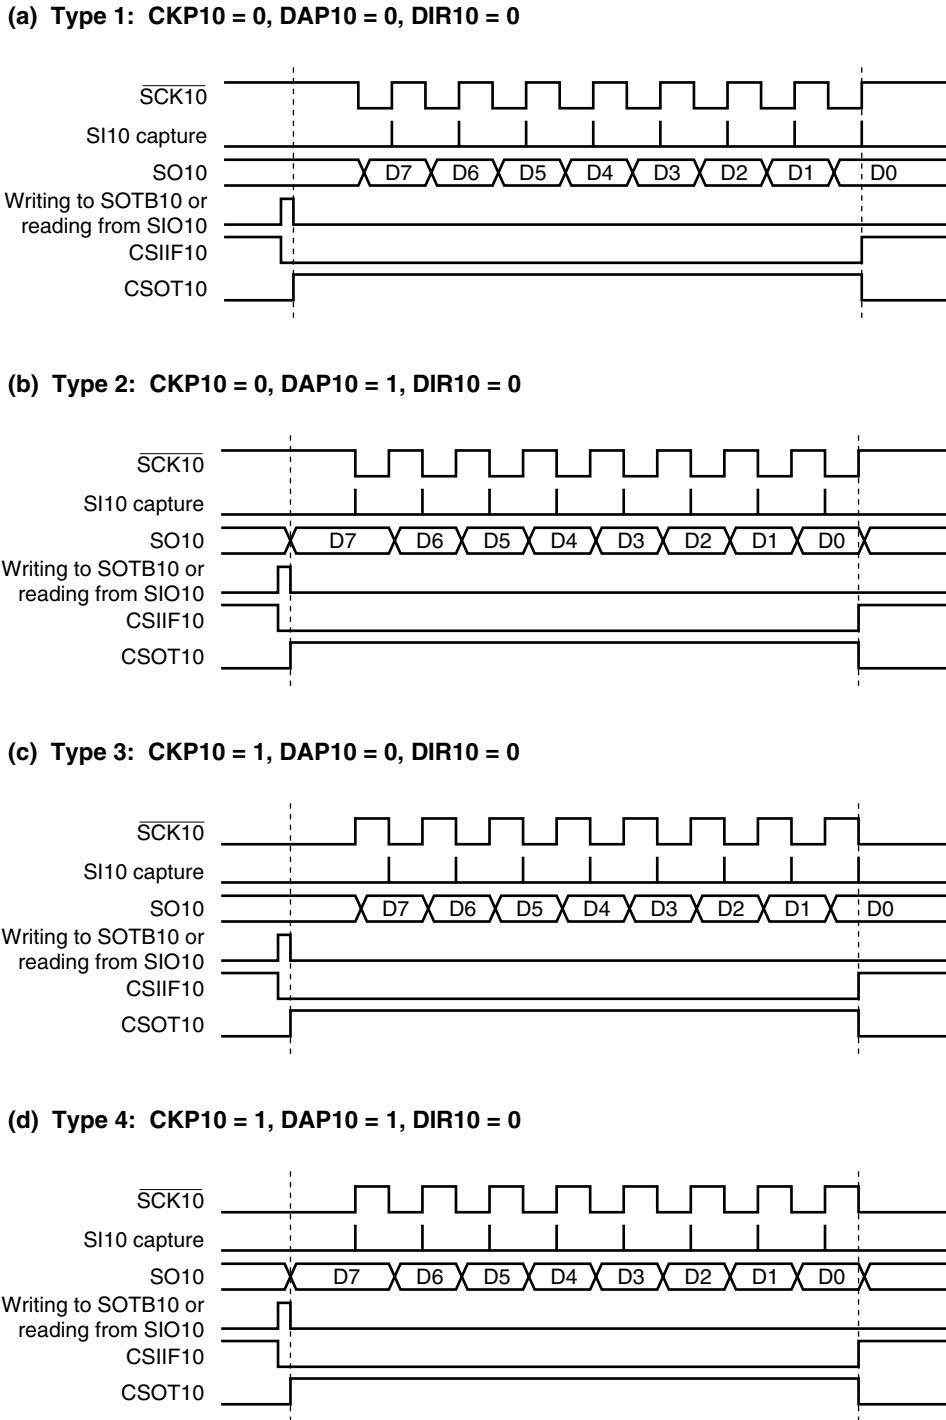 (a) Type 1: CKP10 = 0, DAP10 = 0, DIR10 = 0
SCK10
SI10 capture
SO10 D7 D6 D5 D4 D3 D2 D1 D0
Writing to SOTB10 or
reading from SIO10
CSIIF10
CSOT10
(b) Type 2: CKP10 = 0, DAP10 = 1, DIR10 = 0
SCK10
SI10 capture
SO10 D7 D6 D5 D4 D3 D2 D1 D0
Writing to SOTB10 or
reading from SIO10
CSIIF10
CSOT10
(c) Type 3: CKP10 = 1, DAP10 = 0, DIR10 = 0
SCK10
SI10 capture
SO10 D7 D6 D5 D4 D3 D2 D1 D0
Writing to SOTB10 or
reading from SIO10
CSIIF10
CSOT10
(d) Type 4: CKP10 = 1, DAP10 = 1, DIR10 = 0
SCK10
SI10 capture
SO10 D7 D6 D5 D4 D3 D2 D1 D0
Writing to SOTB10 or
reading from SIO10
CSIIF10
CSOT10